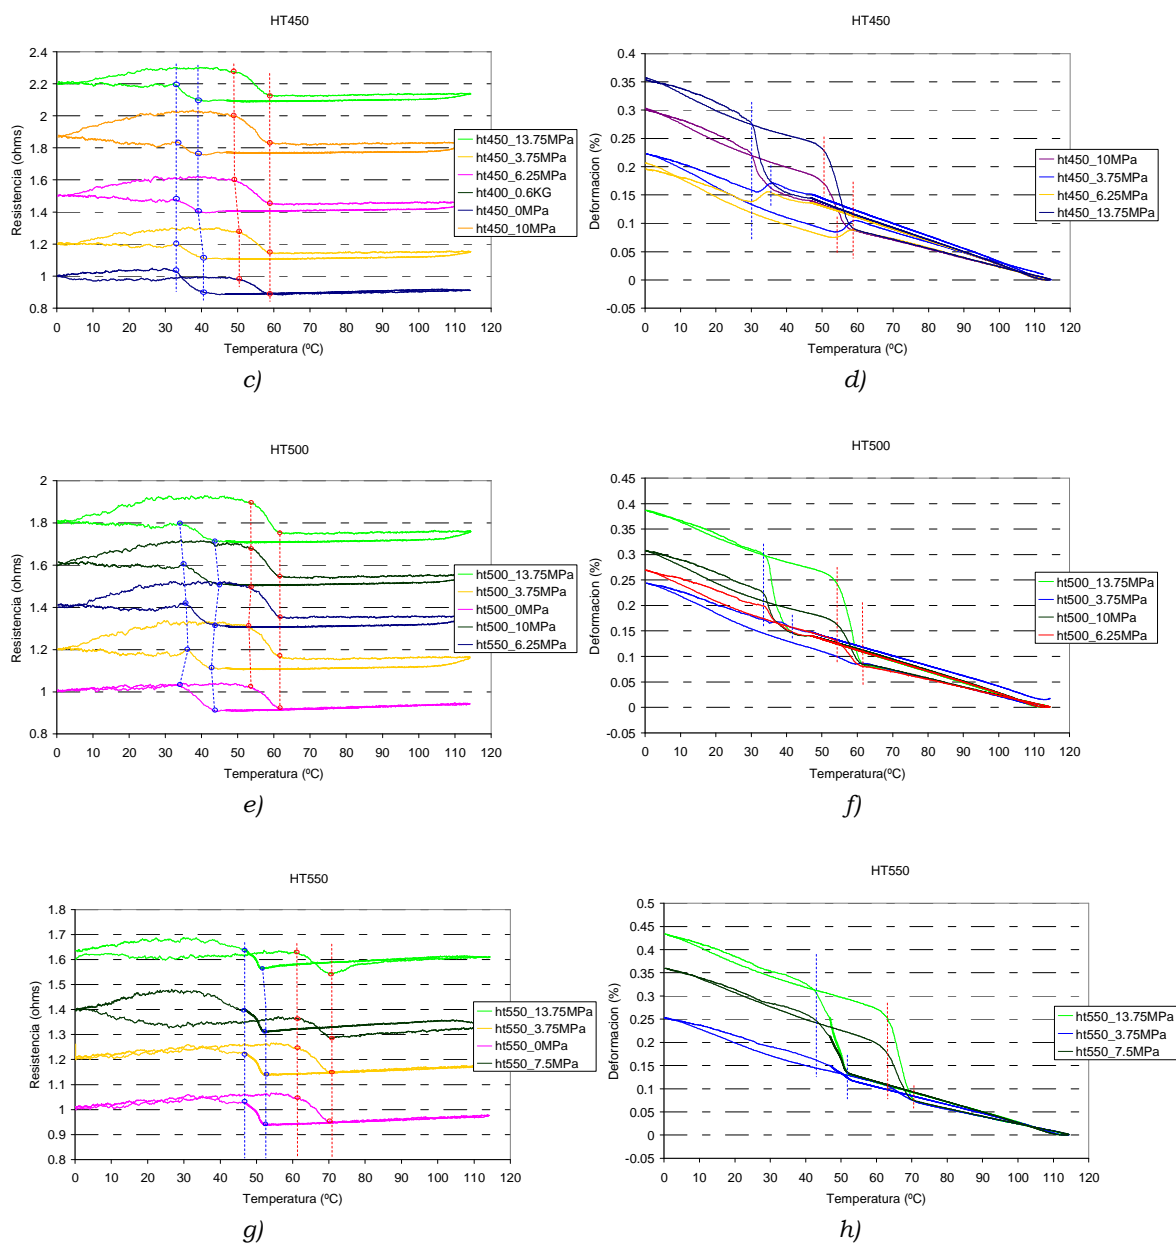 HT450
2.4
2.2
2
1.8
1.6
1.4
1.2
1
0.8
Resistencia (ohms)
0 10 20 30 40 50 60 70 80 90 100 110 120
Temperatura (ºC)
ht450_13.75MPa
ht450_3.75MPa
ht450_6.25MPa
ht400_0.6KG
ht450_0MPa
ht450_10MPa
c)
HT450
0.4
0.35
0.3
0.25
0.2
0.15
0.1
0.05
0
-0.05
Deformacion (%)
0 10 20 30 40 50 60 70 80 90 100 110 120
Temperatura (ºC)
ht450_10MPa
ht450_3.75MPa
ht450_6.25MPa
ht450_13.75MPa
d)
HT500
2
1.8
1.6
1.4
1.2
1
0.8
Resistencia (ohms)
0 10 20 30 40 50 60 70 80 90 100 110 120
Temperatura (ºC)
ht500_13.75MPa
ht500_3.75MPa
ht500_0MPa
ht500_10MPa
ht550_6.25MPa
e)
HT500
0.45
0.4
0.35
0.3
0.25
0.2
0.15
0.1
0.05
0
-0.05
Deformacion (%)
0 10 20 30 40 50 60 70 80 90 100 110 120
Temperatura(ºC)
ht500_13.75MPa
ht500_3.75MPa
ht500_10MPa
ht500_6.25MPa
f)
HT550
1.8
1.7
1.6
1.5
1.4
1.3
1.2
1.1
1
0.9
0.8
Resistencia (ohms)
0 10 20 30 40 50 60 70 80 90 100 110 120
Temperatura (ºC)
ht550_13.75MPa
ht550_3.75MPa
ht550_0MPa
ht550_7.5MPa
g)
HT550
0.5
0.45
0.4
0.35
0.3
0.25
0.2
0.15
0.1
0.05
0
-0.05
Deformacion (%)
0 10 20 30 40 50 60 70 80 90 100 110 120
Temperatura (ºC)
ht550_13.75MPa
ht550_3.75MPa
ht550_7.5MPa
h)